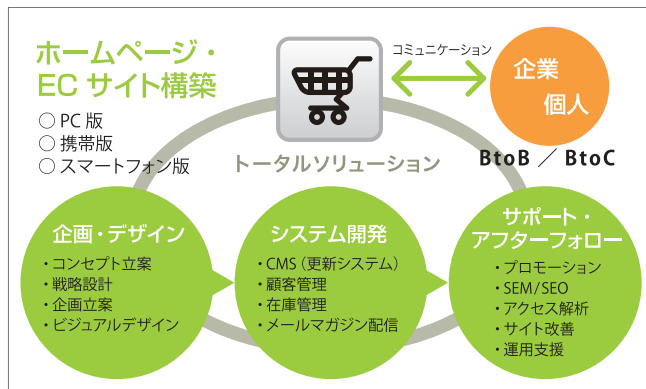 ホームページ・
ECサイト構築
○ PC版
○ 携帯版
○ スマートフォン版
コミュニケーション
企業
個人
BtoB ／ BtoC
トータルソリューション
企画・デザイン
・コンセプト立案
・戦略設計
・企画立案
・ビジュアルデザイン
システム開発
・CMS（更新システム）
・顧客管理
・在庫管理
・メールマガジン配信
サポート・
アフターフォロー
・プロモーション
・SEM/SEO
・アクセス解析
・サイト改善
・運用支援